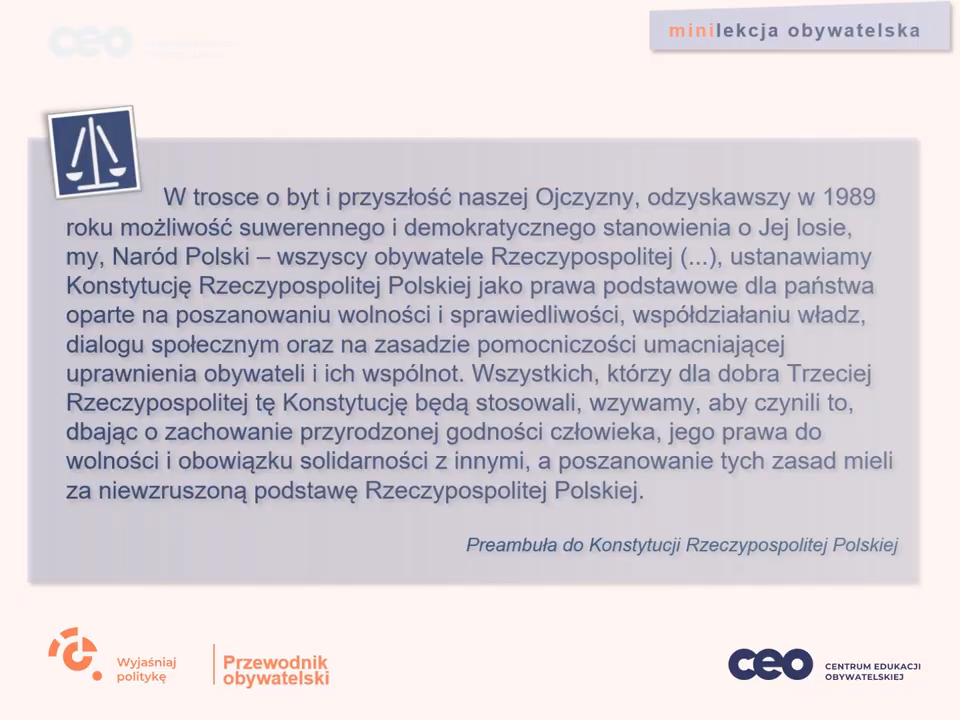 ceo
minilekcja obywatelska
W trosce o byt i przyszłość naszej Ojczyzny, odzyskawszy w 1989
roku możliwość suwerennego i demokratycznego stanowienia o Jej losie,
my, Naród Polski – wszyscy obywatele Rzeczypospolitej (...), ustanawiamy
Konstytucję Rzeczypospolitej Polskiej jako prawa podstawowe dla państwa
oparte na poszanowaniu wolności i sprawiedliwości, współdziałaniu władz,
dialogu społecznym oraz na zasadzie pomocniczości umacniającej
uprawnienia obywateli i ich wspólnot. Wszystkich, którzy dla dobra Trzeciej
Rzeczypospolitej tę Konstytucję będą stosowali, wzywamy, aby czynili to,
dbając o zachowanie przyrodzonej godności człowieka, jego prawa do
wolności i obowiązku solidarności z innymi, a poszanowanie tych zasad mieli
za niewzruszoną podstawę Rzeczypospolitej Polskiej.
Preambuła do Konstytucji Rzeczypospolitej Polskiej
Wyjaśniaj
politykę
Przewodnik
obywatelski
ceo
CENTRUM EDUKACJI
OBYWATELSKIEJ